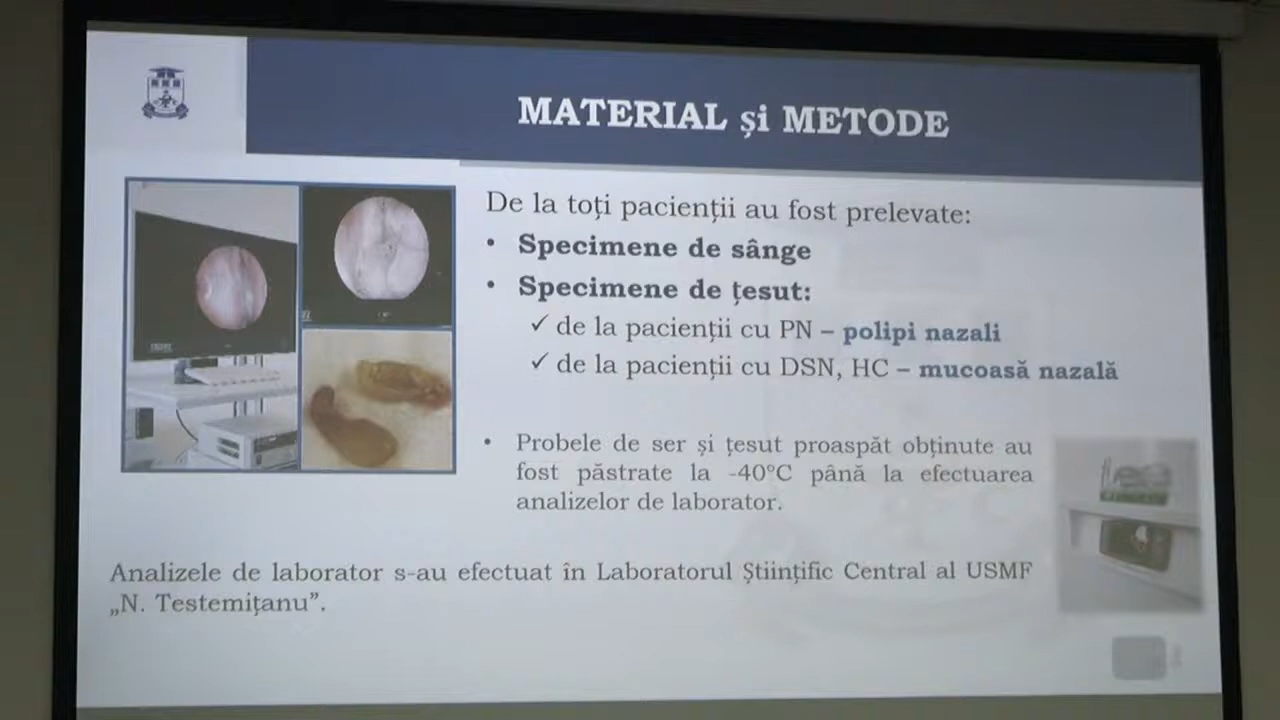 MATERIAL și METODE
De la toți pacienții au fost prelevate:
• Specimene de sânge
• Specimene de țesut:
✓ de la pacienții cu PN – polipi nazali
✓ de la pacienții cu DSN, HC – mucoasă nazală
• Probele de ser și țesut proaspăt obținute au
fost păstrate la -40°C până la efectuarea
analizelor de laborator.
Analizele de laborator s-au efectuat în Laboratorul Științific Central al USMF
„N. Testemițanu”.